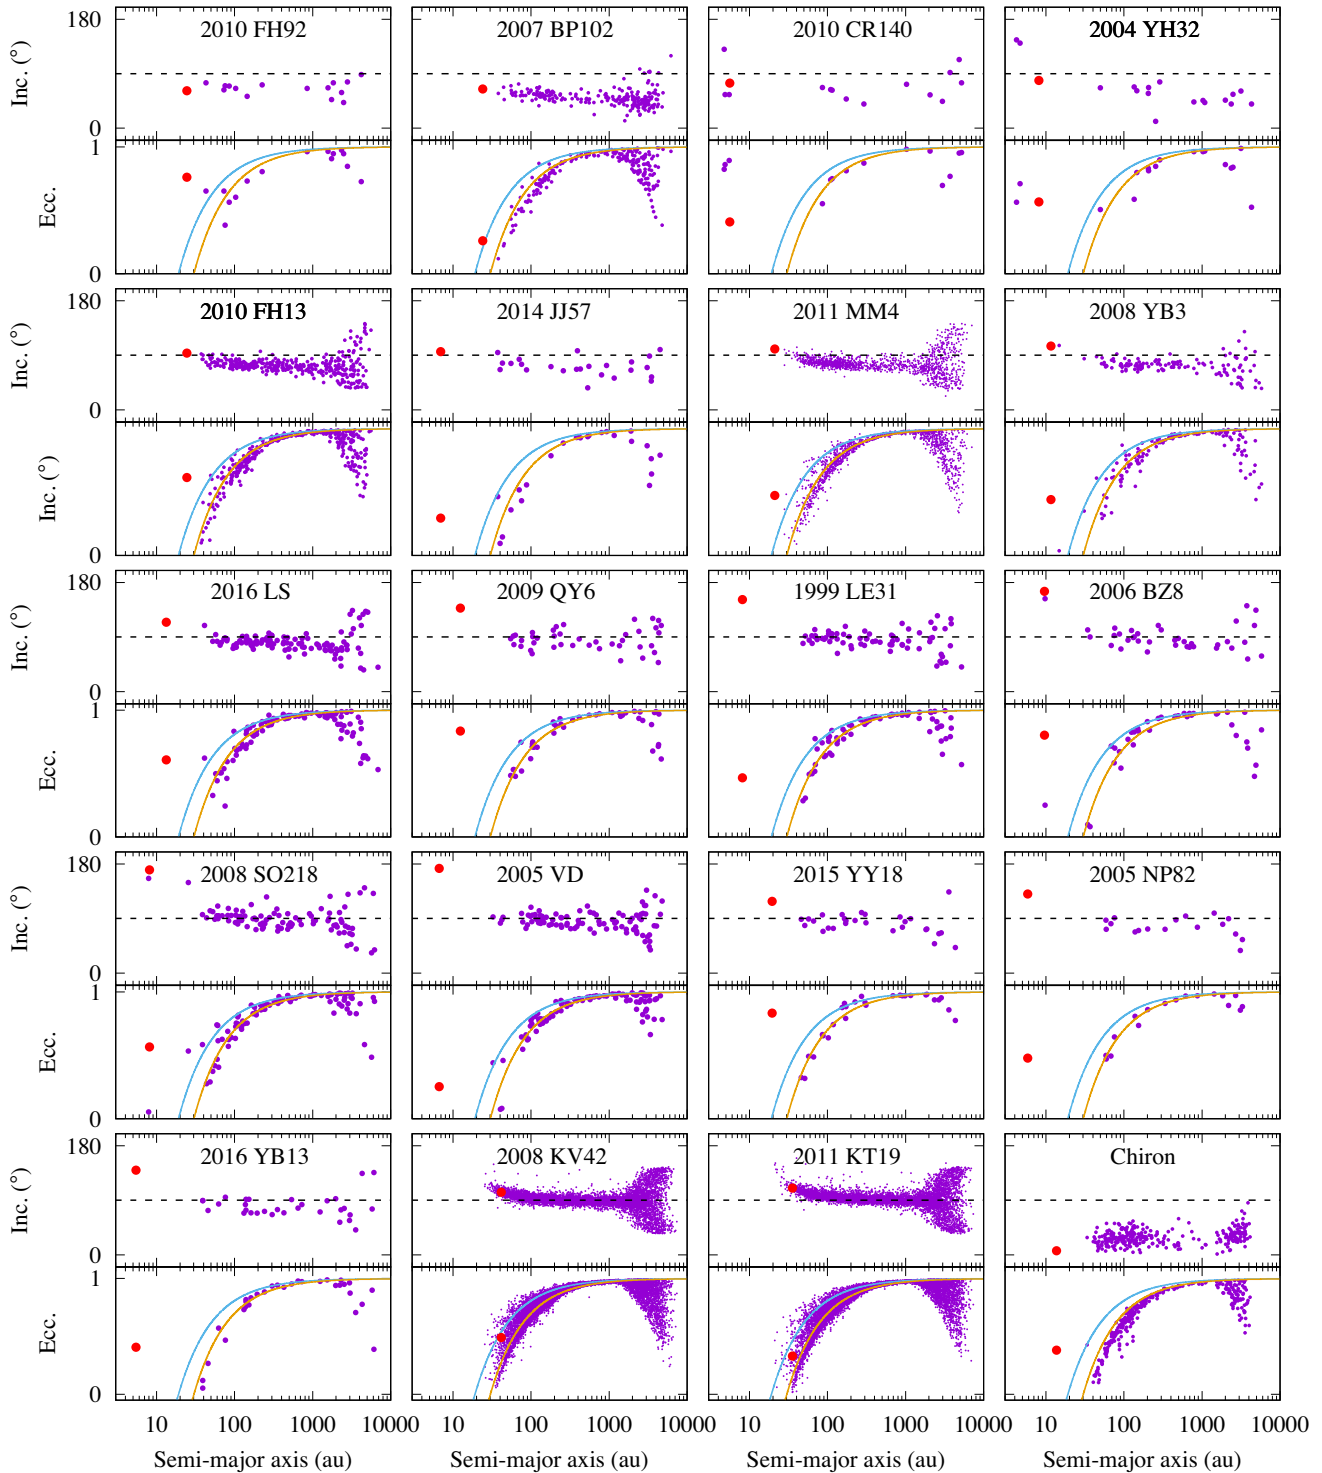 2010 FH92 2007 BP102 2010 CR140 2004 YH32
180
0
Inc. (°)
1
0
Ecc.
2010 FH13 2014 JJ57 2011 MM4 2008 YB3
180
0
Inc. (°)
Inc. (°)
0
2016 LS 2009 QY6 1999 LE31 2006 BZ8
180
0
Inc. (°)
1
0
Ecc.
2008 SO218 2005 VD 2015 YY18 2005 NP82
180
0
Inc. (°)
1
0
Ecc.
2016 YB13 2008 KV42 2011 KT19 Chiron
180
0
Inc. (°)
1
0
Ecc.
10 100 1000 10000 10 100 1000 10000 10 100 1000 10000 10 100 1000 10000
Semi-major axis (au) Semi-major axis (au) Semi-major axis (au) Semi-major axis (au)